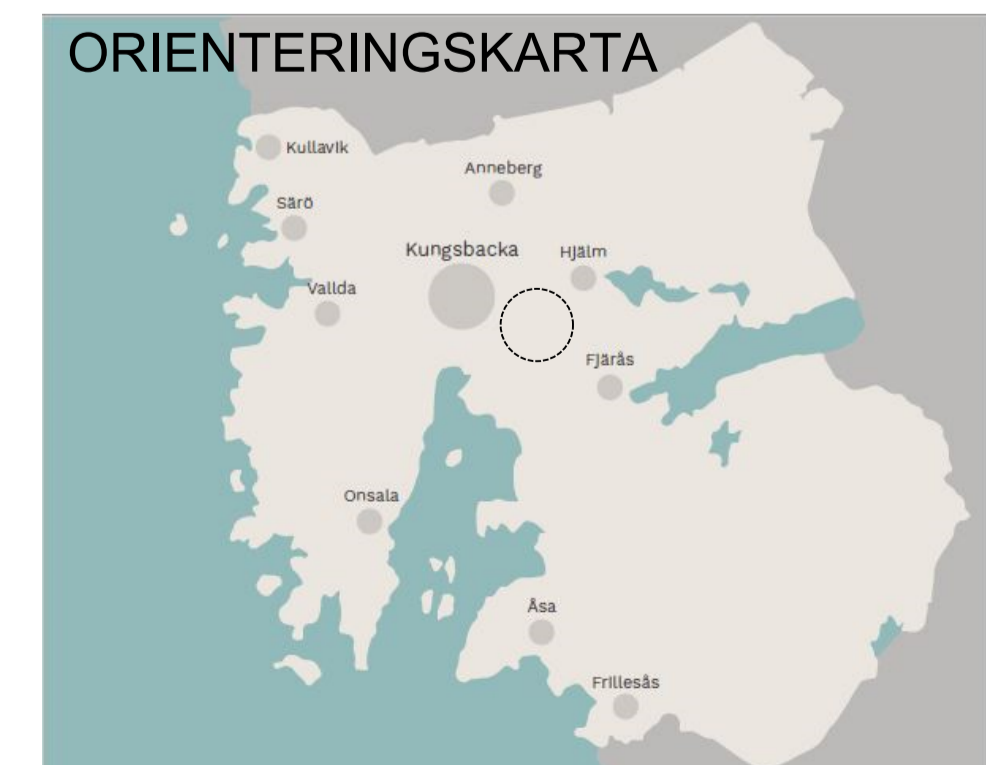 ORIENTERINGSKARTA
Kullavik
Anneberg
Särö
Kungsbacka
Hjälm
Vallda
Fjärås
Onsala
Åsa
Frillesås